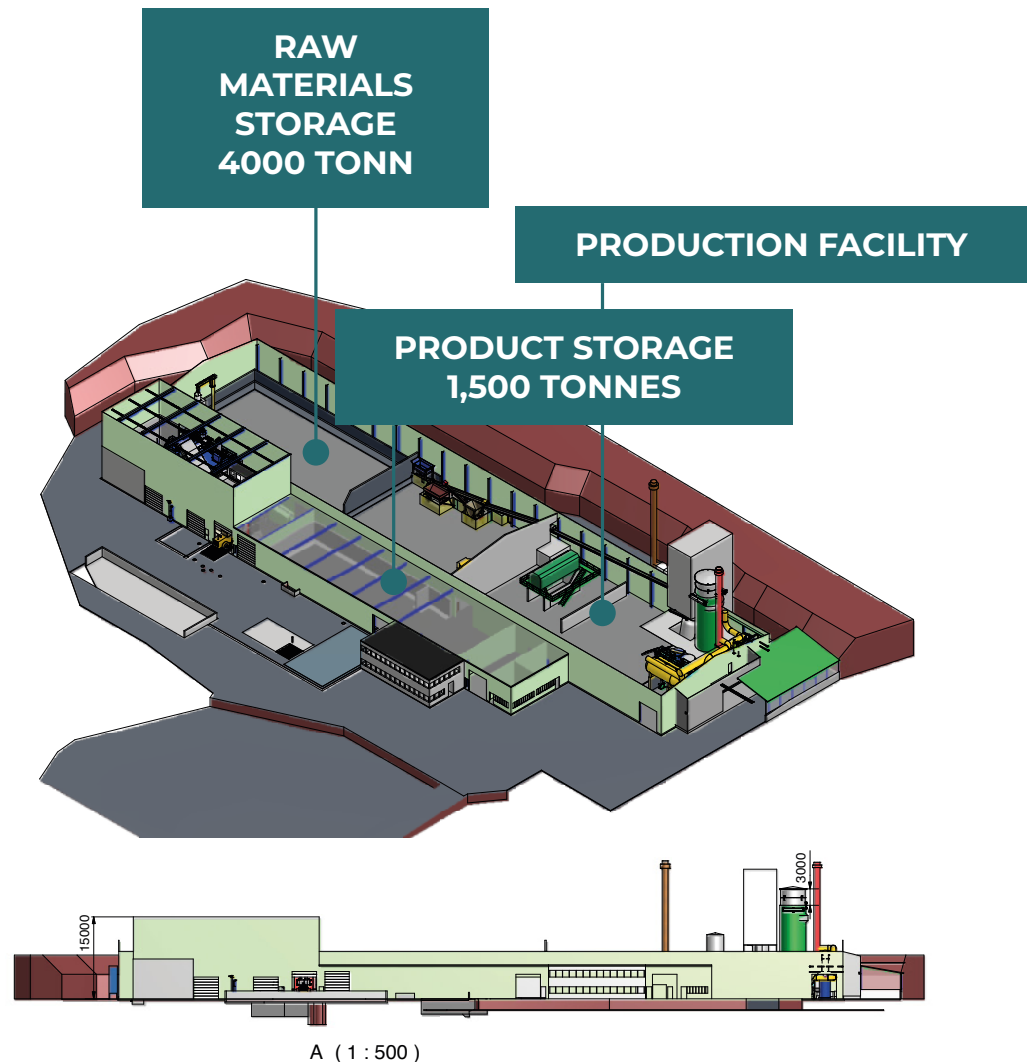 RAW
MATERIALS
STORAGE
4000 TONN
PRODUCTION FACILITY
PRODUCT STORAGE
1,500 TONNES
3000
15000
A ( 1 : 500 )